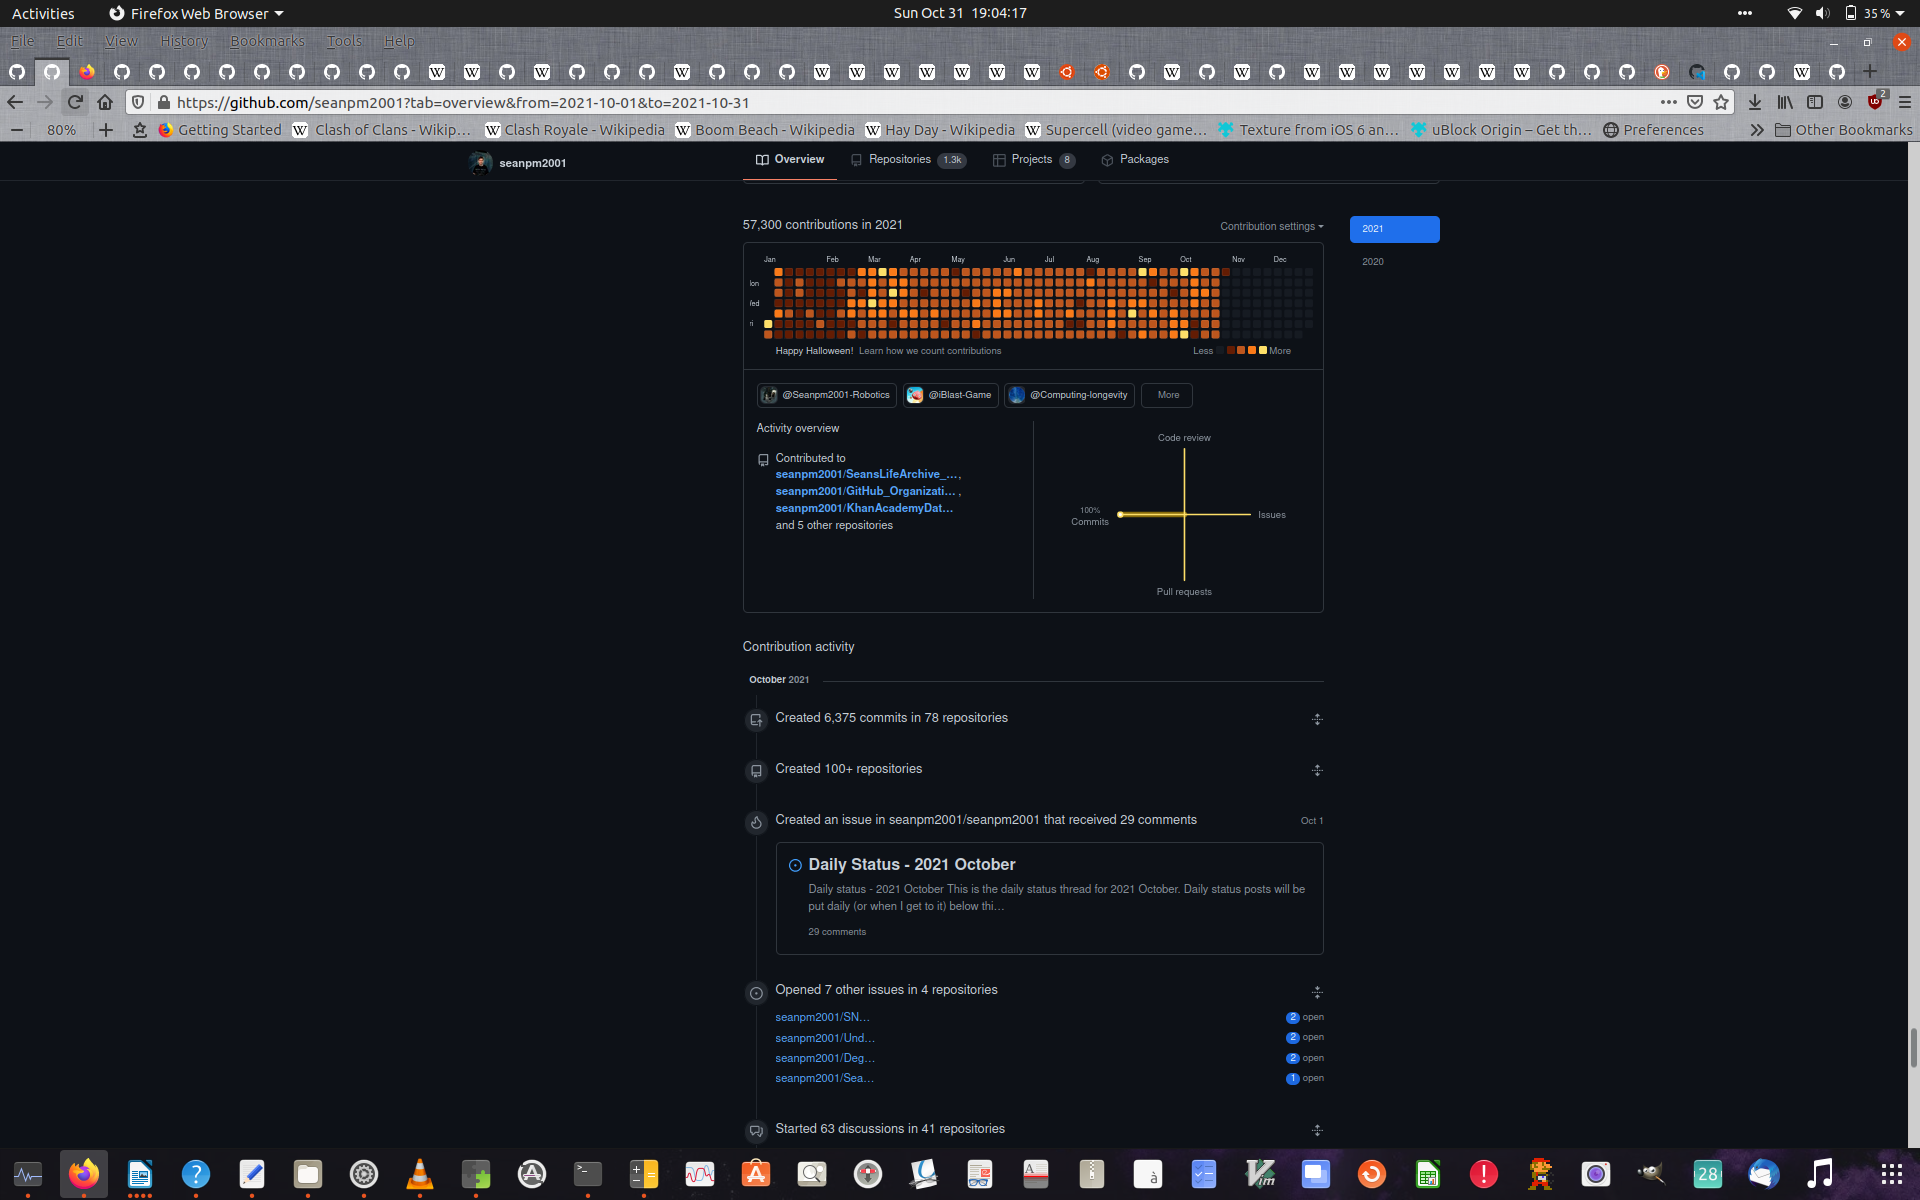 Activities
Firefox Web Browser
Sun Oct 31 19:04:17
35 %
File Edit View History Bookmarks Tools Help
https://github.com/seanpm2001?tab=overview&from=2021-10-01&to=2021-10-31
2
80%
Getting Started
Clash of Clans - Wikip…
Clash Royale - Wikipedia
Boom Beach - Wikipedia
Hay Day - Wikipedia
Supercell (video game…
Texture from iOS 6 an…
uBlock Origin – Get th…
Preferences
Other Bookmarks
seanpm2001
Overview
Repositories 1.3k
Projects 8
Packages
57,300 contributions in 2021
Contribution settings
2021
2020
Jan Feb Mar Apr May Jun Jul Aug Sep Oct Nov Dec
lon
/ed
ri
Happy Halloween! Learn how we count contributions
Less More
@Seanpm2001-Robotics
@iBlast-Game
@Computing-longevity
More
Activity overview
Contributed to
seanpm2001/SeansLifeArchive_… ,
seanpm2001/GitHub_Organizati… ,
seanpm2001/KhanAcademyDat…
and 5 other repositories
Code review
100%
Commits
Issues
Pull requests
Contribution activity
October 2021
Created 6,375 commits in 78 repositories
Created 100+ repositories
Created an issue in seanpm2001/seanpm2001 that received 29 comments
Oct 1
Daily Status - 2021 October
Daily status - 2021 October This is the daily status thread for 2021 October. Daily status posts will be
put daily (or when I get to it) below thi…
29 comments
Opened 7 other issues in 4 repositories
seanpm2001/SN… 2 open
seanpm2001/Und… 2 open
seanpm2001/Deg… 2 open
seanpm2001/Sea… 1 open
Started 63 discussions in 41 repositories
28